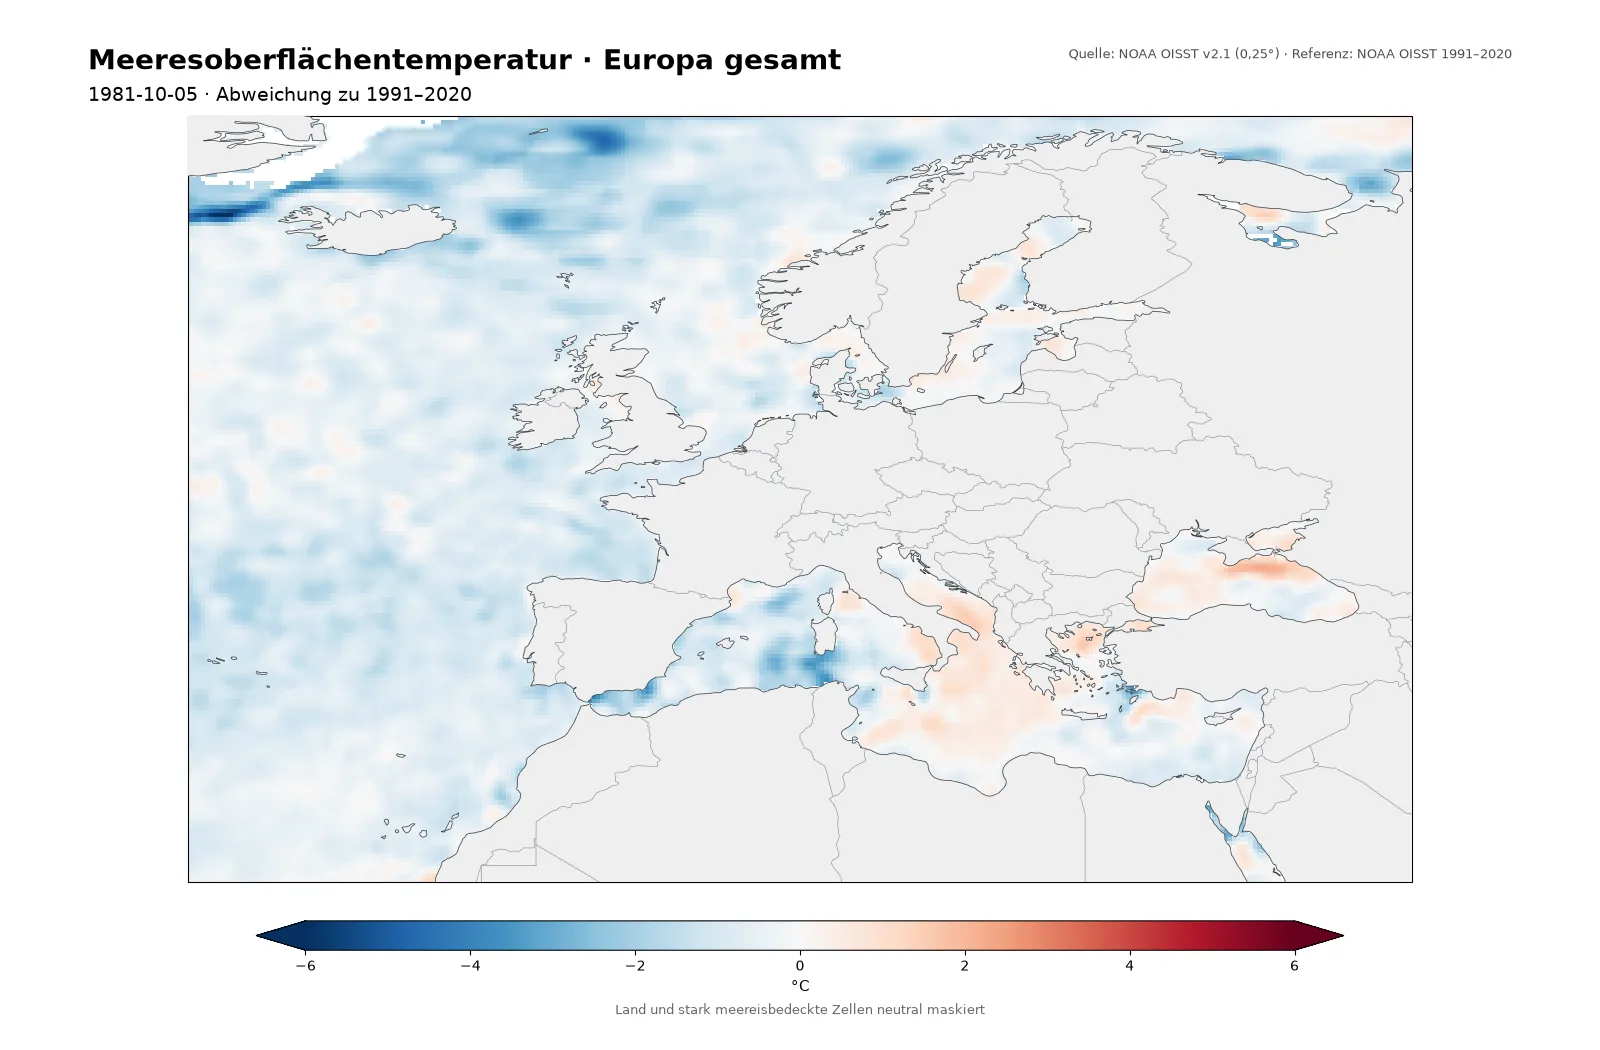 Meeresoberflächentemperatur · Europa gesamt
Quelle: NOAA OISST v2.1 (0,25°) · Referenz: NOAA OISST 1991–2020
1981-10-05 · Abweichung zu 1991–2020
−6 −4 −2 0 2 4 6
°C
Land und stark meereisbedeckte Zellen neutral maskiert